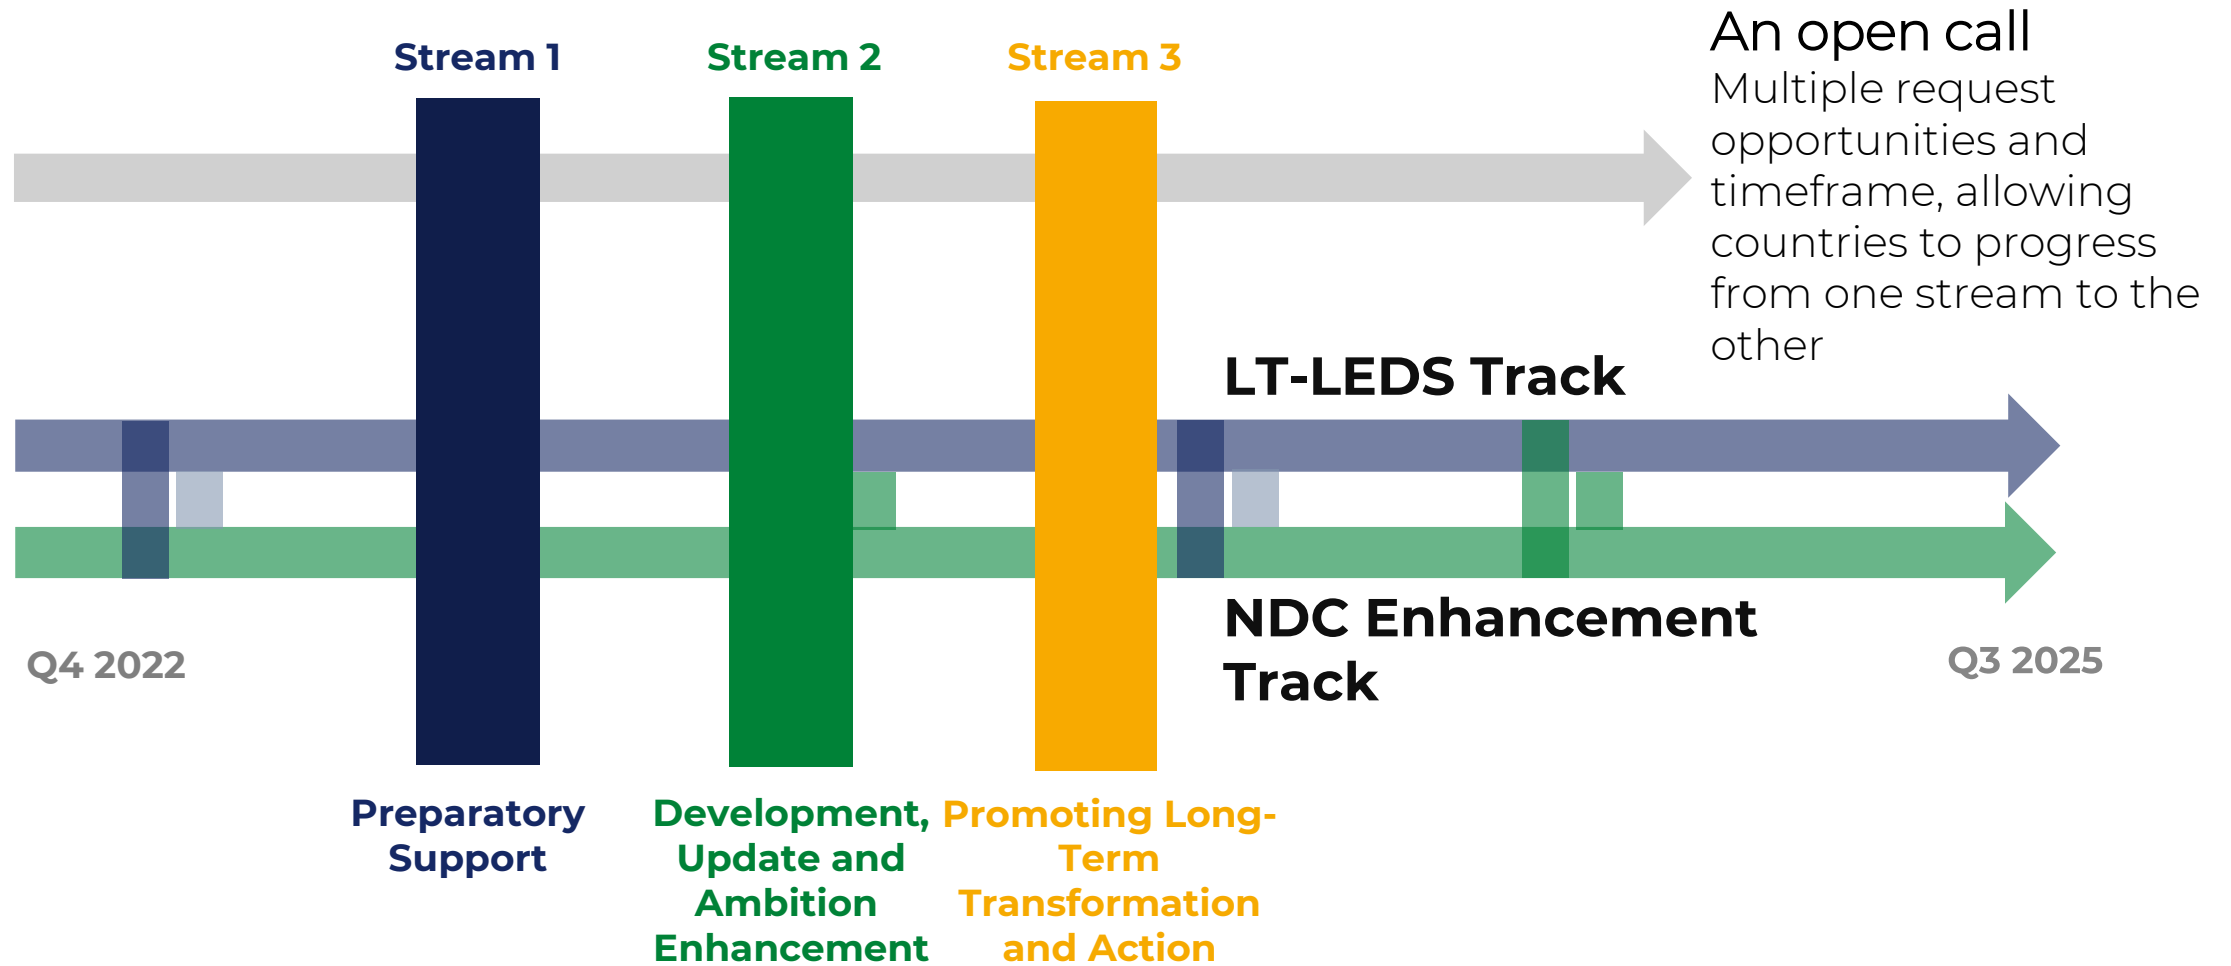 Stream 1
Stream 2
Stream 3
An open call
Multiple request
opportunities and
timeframe, allowing
countries to progress
from one stream to the
other
LT-LEDS Track
NDC Enhancement
Track
Q4 2022
Q3 2025
Preparatory
Support
Development,
Update and
Ambition
Enhancement
Promoting Long-
Term
Transformation
and Action